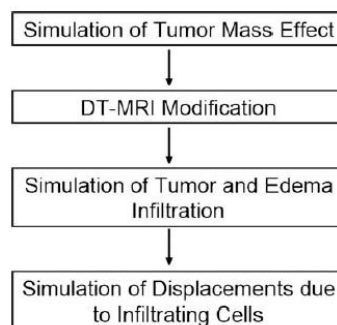 Simulation of Tumor Mass Effect
DT-MRI Modification
Simulation of Tumor and Edema
Infiltration
Simulation of Displacements due
to Infiltrating Cells